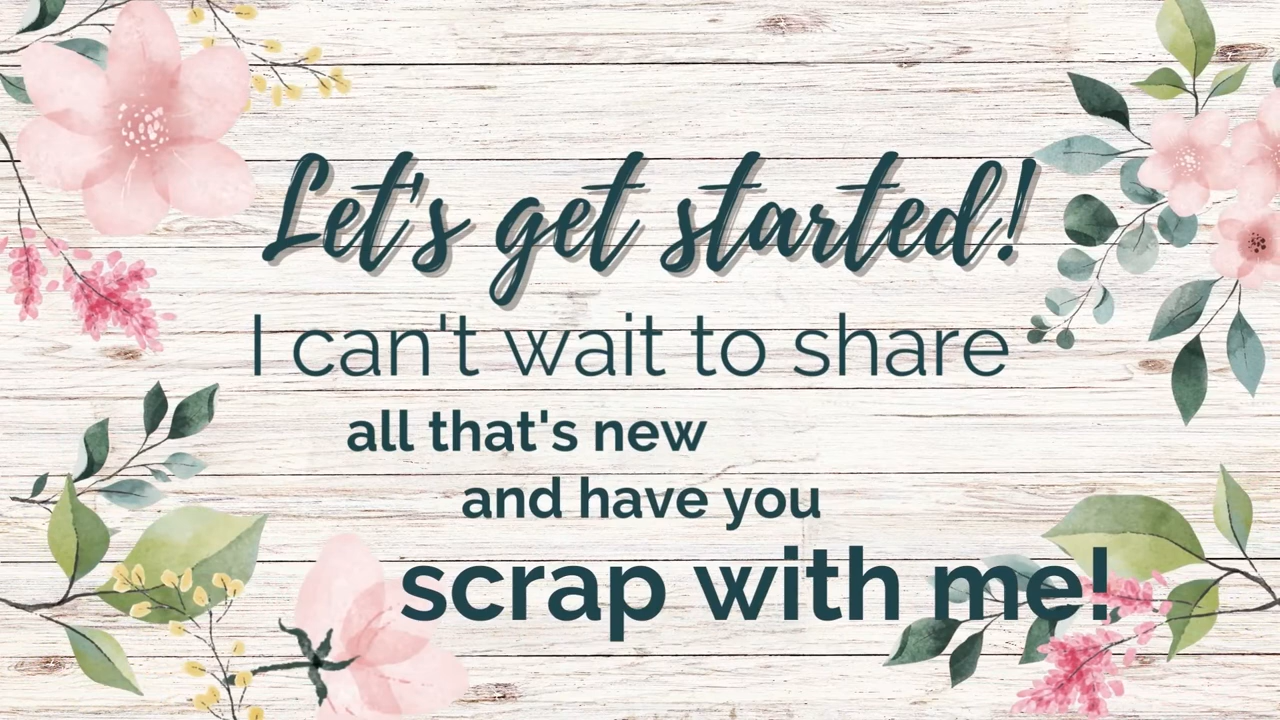 Let's get started!
I can't wait to share
all that's new
and have you
scrap with me!